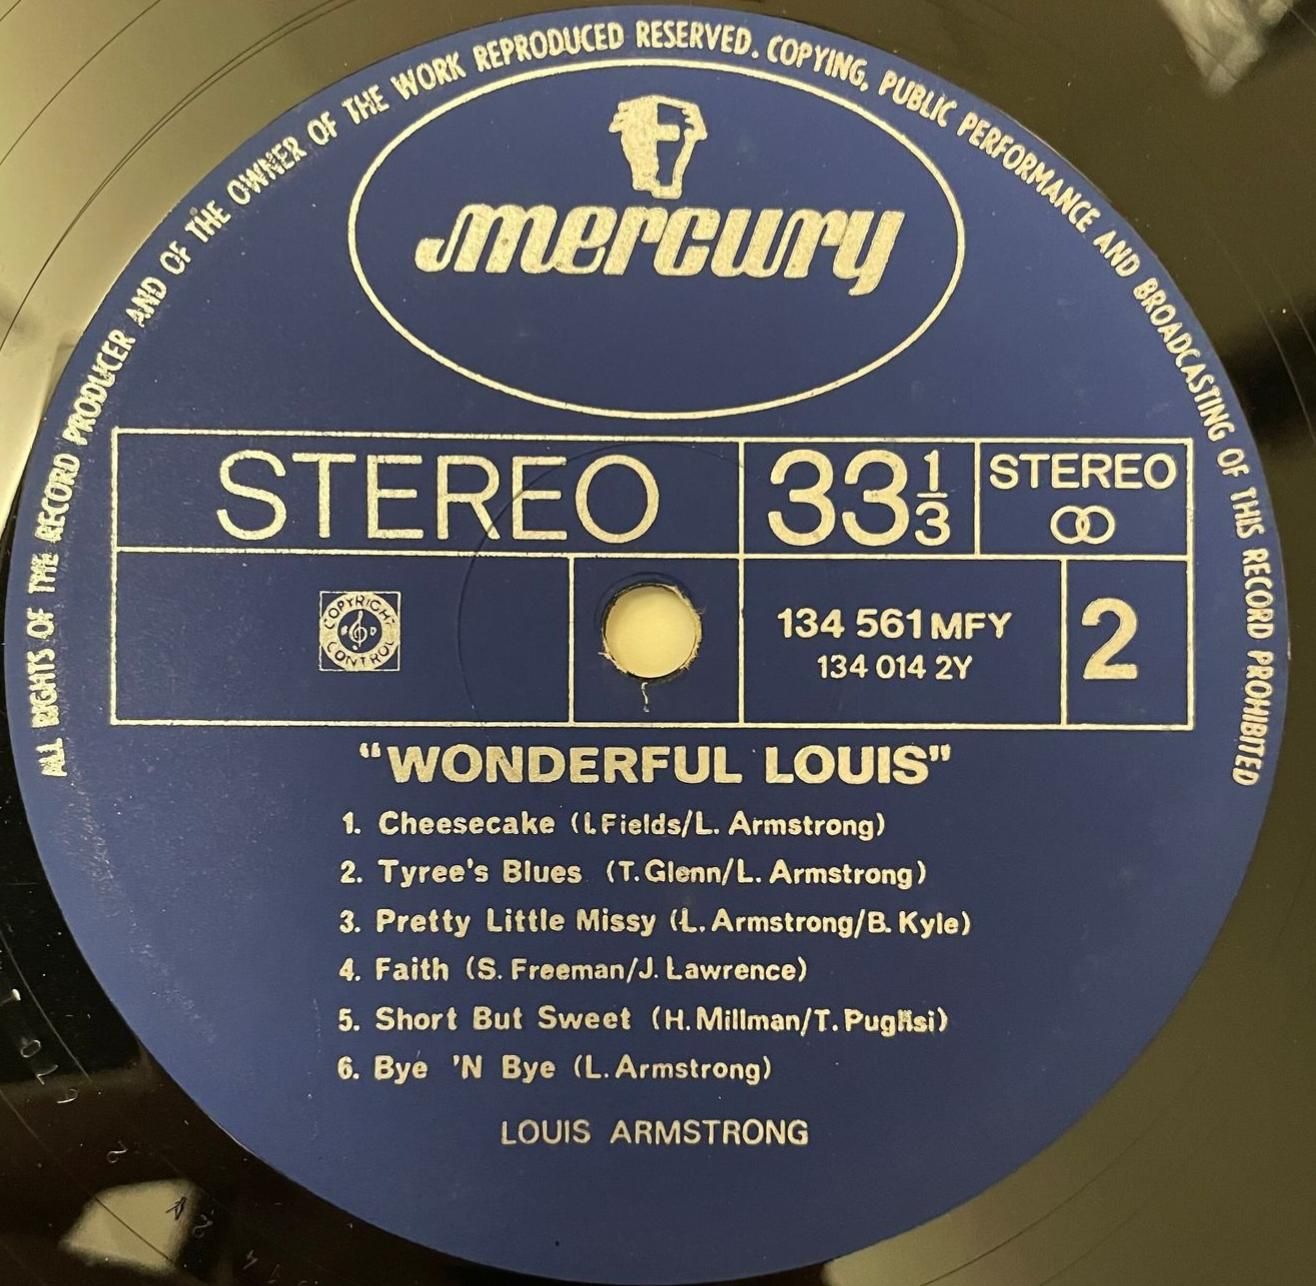 ALL RIGHTS OF THE RECORD PRODUCER AND OF THE OWNER OF THE WORK REPRODUCED RESERVED. COPYING, PUBLIC PERFORMANCE AND BROADCASTING OF THIS RECORD PROHIBITED
mercury
STEREO 33 1/3 STEREO
COPYRIGHT CONTROL
134 561 MFY
134 014 2Y
2
"WONDERFUL LOUIS"
1. Cheesecake (I.Fields/L. Armstrong)
2. Tyree's Blues (T. Glenn/L. Armstrong)
3. Pretty Little Missy (L. Armstrong/B. Kyle)
4. Faith (S. Freeman/J. Lawrence)
5. Short But Sweet (H. Millman/T. Puglisi)
6. Bye 'N Bye (L. Armstrong)
LOUIS ARMSTRONG